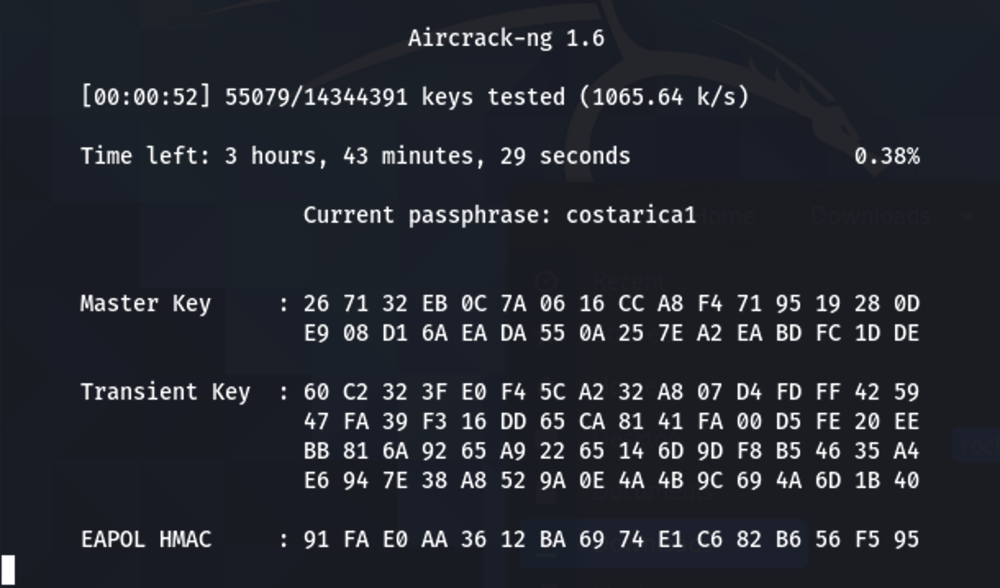 Aircrack-ng 1.6
[00:00:52] 55079/14344391 keys tested (1065.64 k/s)
Time left: 3 hours, 43 minutes, 29 seconds 0.38%
Current passphrase: costarica1
Home Downloads
Recent
Master Key : 26 71 32 EB 0C 7A 06 16 CC A8 F4 71 95 19 28 0D
E9 08 D1 6A EA DA 55 0A 25 7E A2 EA BD FC 1D DE
Transient Key : 60 C2 32 3F E0 F4 5C A2 32 A8 07 D4 FD FF 42 59
47 FA 39 F3 16 DD 65 CA 81 41 FA 00 D5 FE 20 EE
BB 81 6A 92 65 A9 22 65 14 6D 9D F8 B5 46 35 A4
E6 94 7E 38 A8 52 9A 0E 4A 4B 9C 69 4A 6D 1B 40
Documents
EAPOL HMAC : 91 FA E0 AA 36 12 BA 69 74 E1 C6 82 B6 56 F5 95